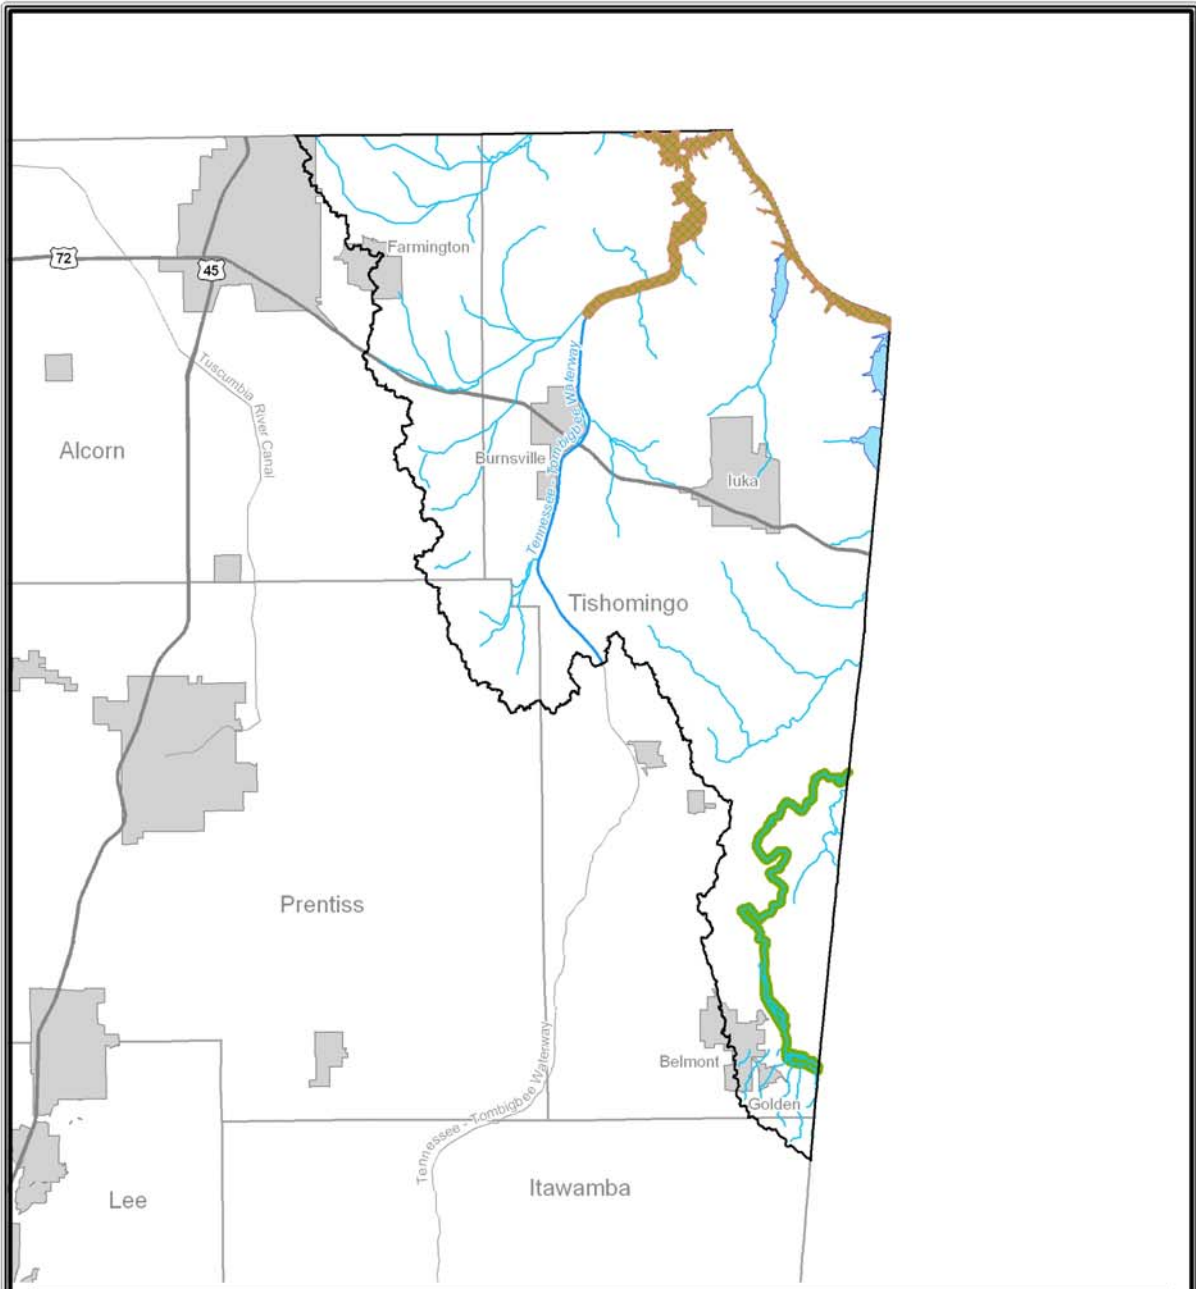 Farmington
72
45
Tuscumbia River Canal
Tennessee - Tombigbee Waterway
Alcorn
Burnsville
Iuka
Tishomingo
Prentiss
Tennessee - Tombigbee Waterway
Belmont
Golden
Itawamba
Lee